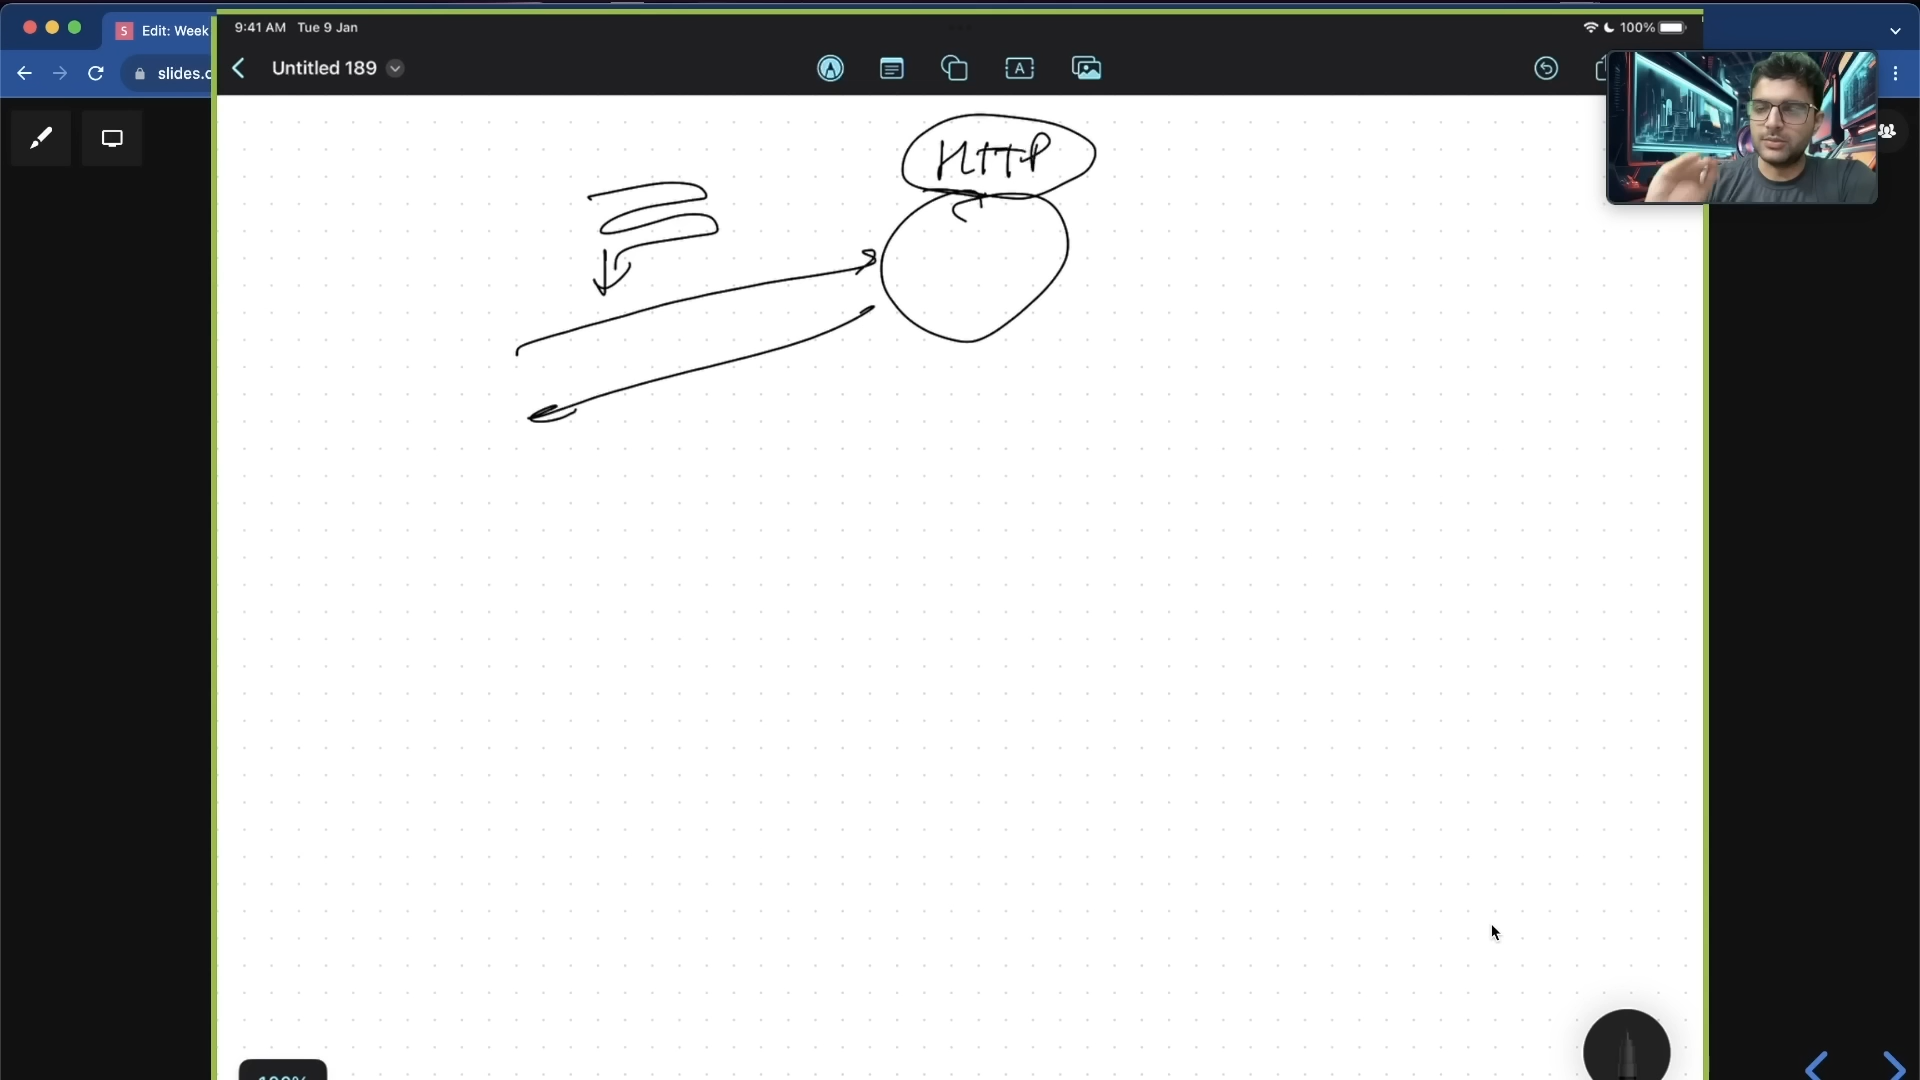 Edit: Week
9:41 AM Tue 9 Jan
100%
slides.c
Untitled 189
A
HTTP